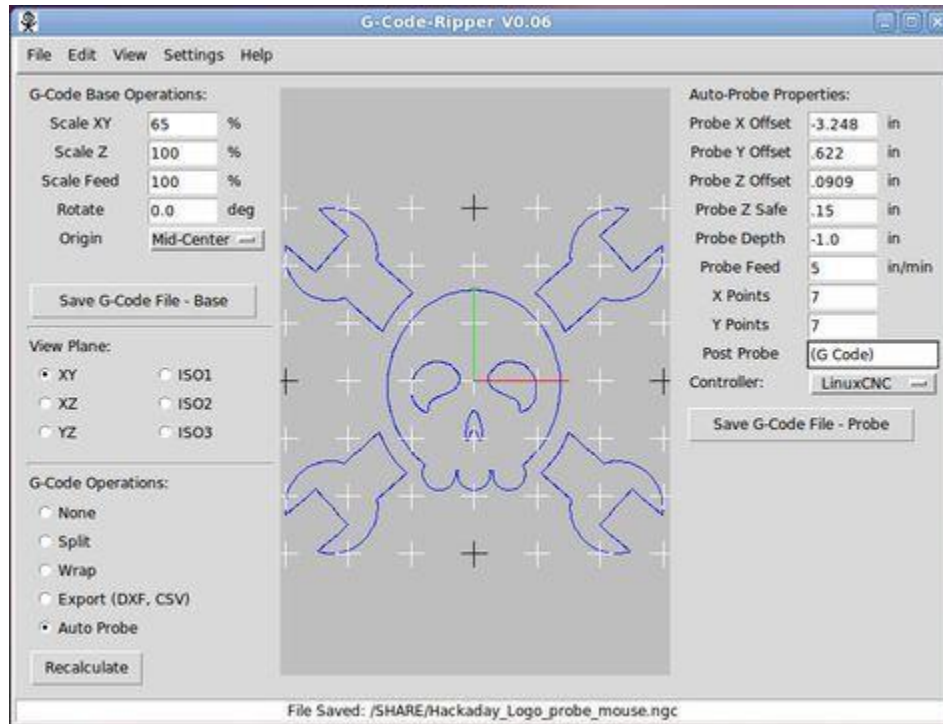 G-Code-Ripper V0.06
File Edit View Settings Help
G-Code Base Operations:
Scale XY 65 %
Scale Z 100 %
Scale Feed 100 %
Rotate 0.0 deg
Origin Mid-Center
Save G-Code File - Base
View Plane:
XY ISO1
XZ ISO2
YZ ISO3
G-Code Operations:
None
Split
Wrap
Export (DXF, CSV)
Auto Probe
Recalculate
Auto-Probe Properties:
Probe X Offset -3.248 in
Probe Y Offset .622 in
Probe Z Offset .0909 in
Probe Z Safe .15 in
Probe Depth -1.0 in
Probe Feed 5 in/min
X Points 7
Y Points 7
Post Probe (G Code)
Controller: LinuxCNC
Save G-Code File - Probe
File Saved: /SHARE/Hackaday_Logo_probe_mouse.ngc